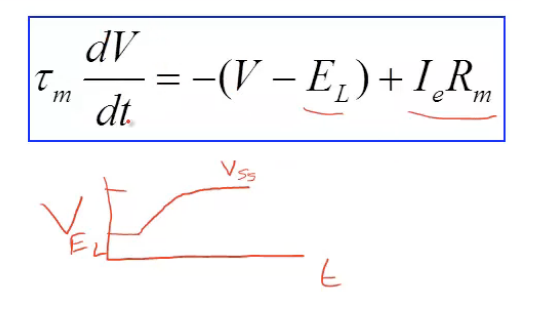 τ_m dV/dt = −(V − E_L) + I_e R_m
V_ss
V
E_L
t